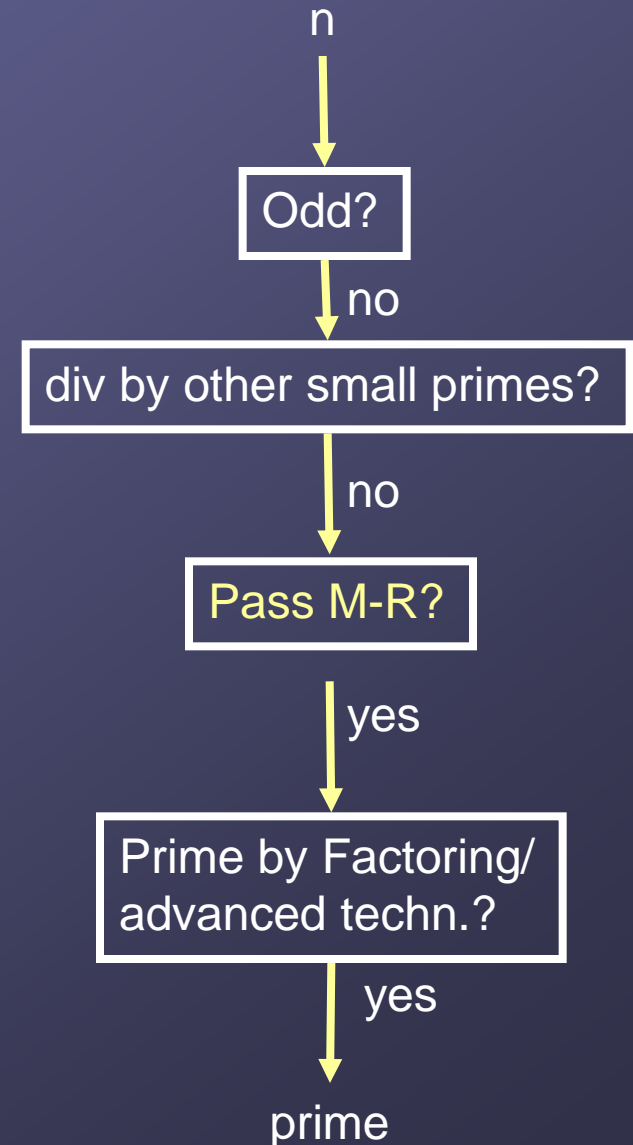 n
Odd?
no
div by other small primes?
no
Pass M-R?
yes
Prime by Factoring/
advanced techn.?
yes
prime